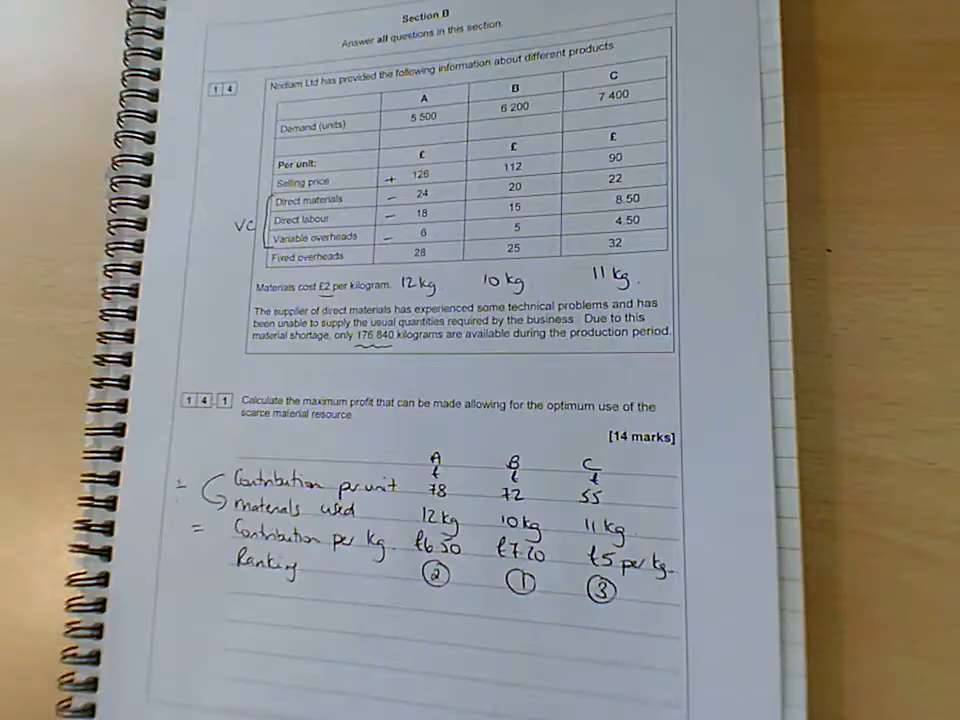 Section B
Answer all questions in this section.
1 4
Nodiam Ltd has provided the following information about different products
A B C
Demand (units) 5 500 6 200 7 400
Per unit: £ £ £
Selling price + 126 112 90
Direct materials – 24 20 22
VC Direct labour – 18 15 8.50
Variable overheads – 6 5 4.50
Fixed overheads 28 25 32
Materials cost £2 per kilogram. 12 kg 10 kg 11 kg.
The supplier of direct materials has experienced some technical problems and has
been unable to supply the usual quantities required by the business. Due to this
material shortage, only 176 840 kilograms are available during the production period.
1 4 . 1 Calculate the maximum profit that can be made allowing for the optimum use of the
scarce material resource
[14 marks]
A B C
£ £ £
÷ Contribution per unit 78 72 55
Materials used 12 kg 10 kg 11 kg
= Contribution per kg. £6.50 £7.20 £5 per kg.
Ranking 2 1 3